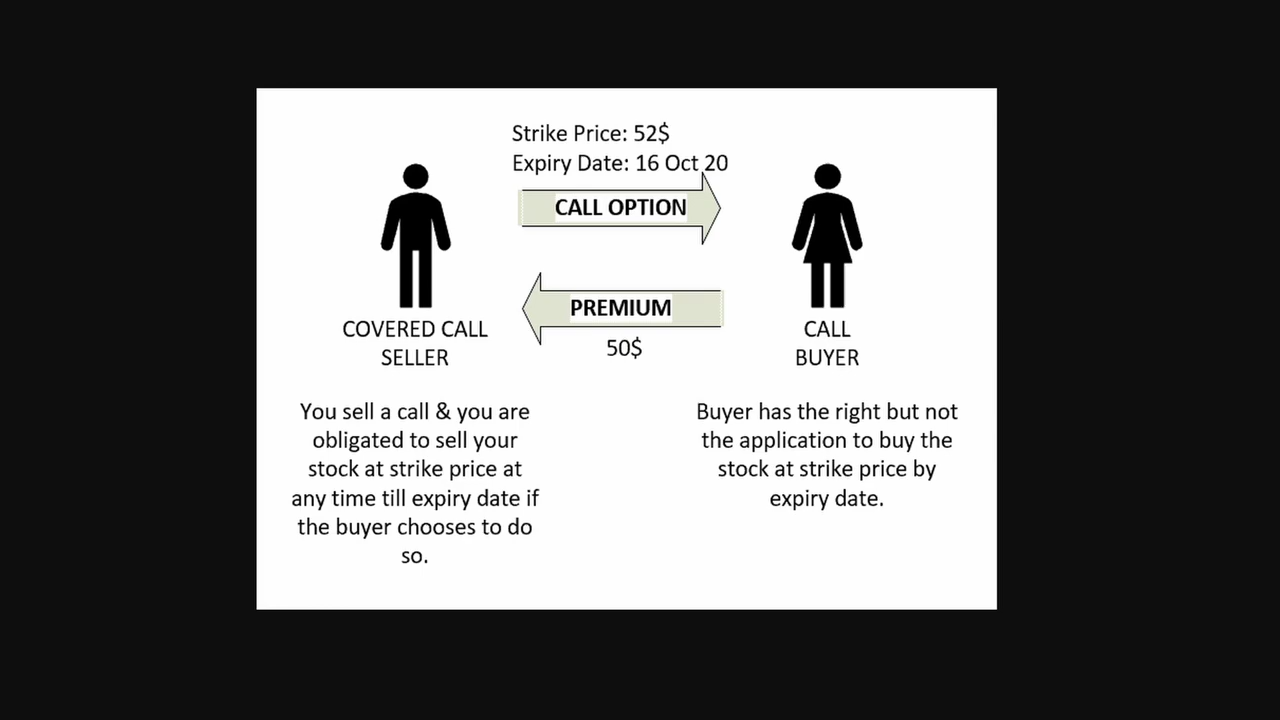 Strike Price: 52$
Expiry Date: 16 Oct 20
CALL OPTION
PREMIUM
50$
COVERED CALL
SELLER
CALL
BUYER
You sell a call & you are
obligated to sell your
stock at strike price at
any time till expiry date if
the buyer chooses to do
so.
Buyer has the right but not
the application to buy the
stock at strike price by
expiry date.